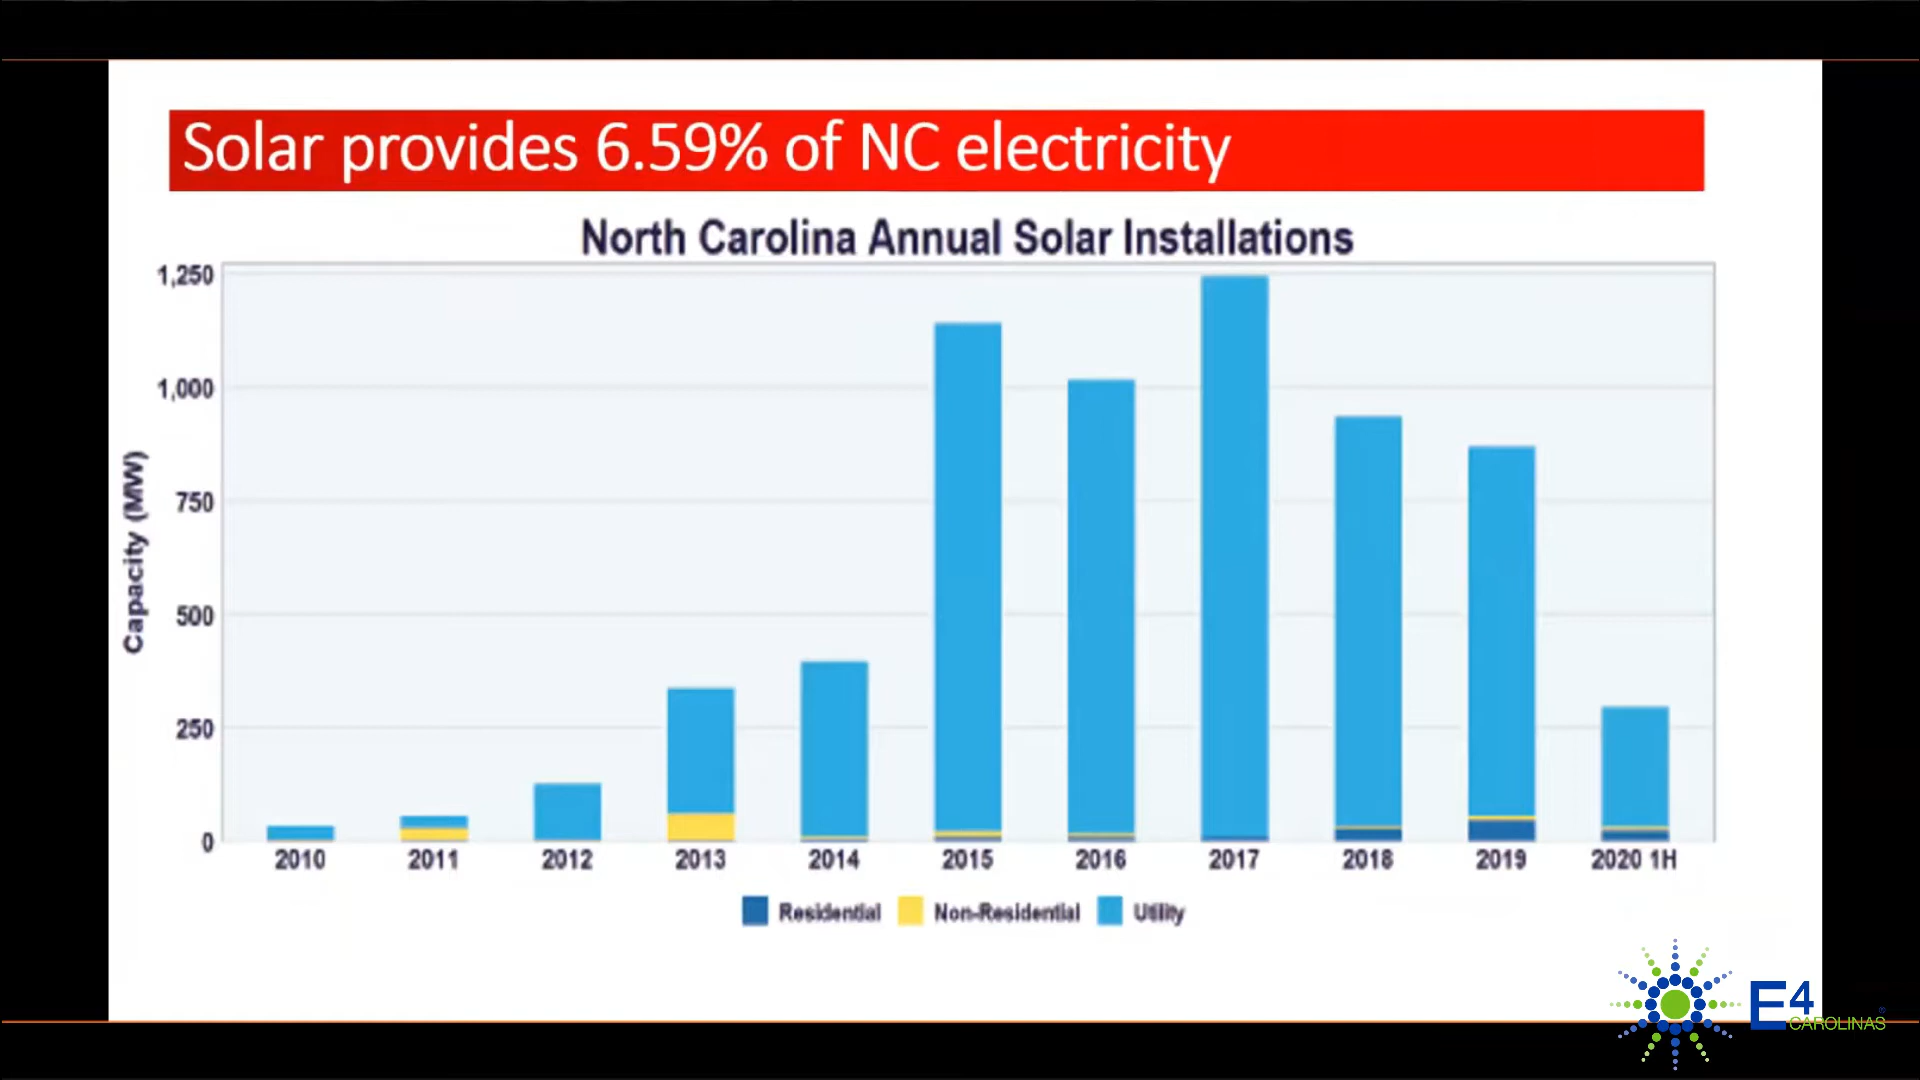 Solar provides 6.59% of NC electricity
North Carolina Annual Solar Installations
Capacity (MW)
1,250
1,000
750
500
250
0
2010 2011 2012 2013 2014 2015 2016 2017 2018 2019 2020 1H
Residential Non-Residential Utility
E4
CAROLINAS